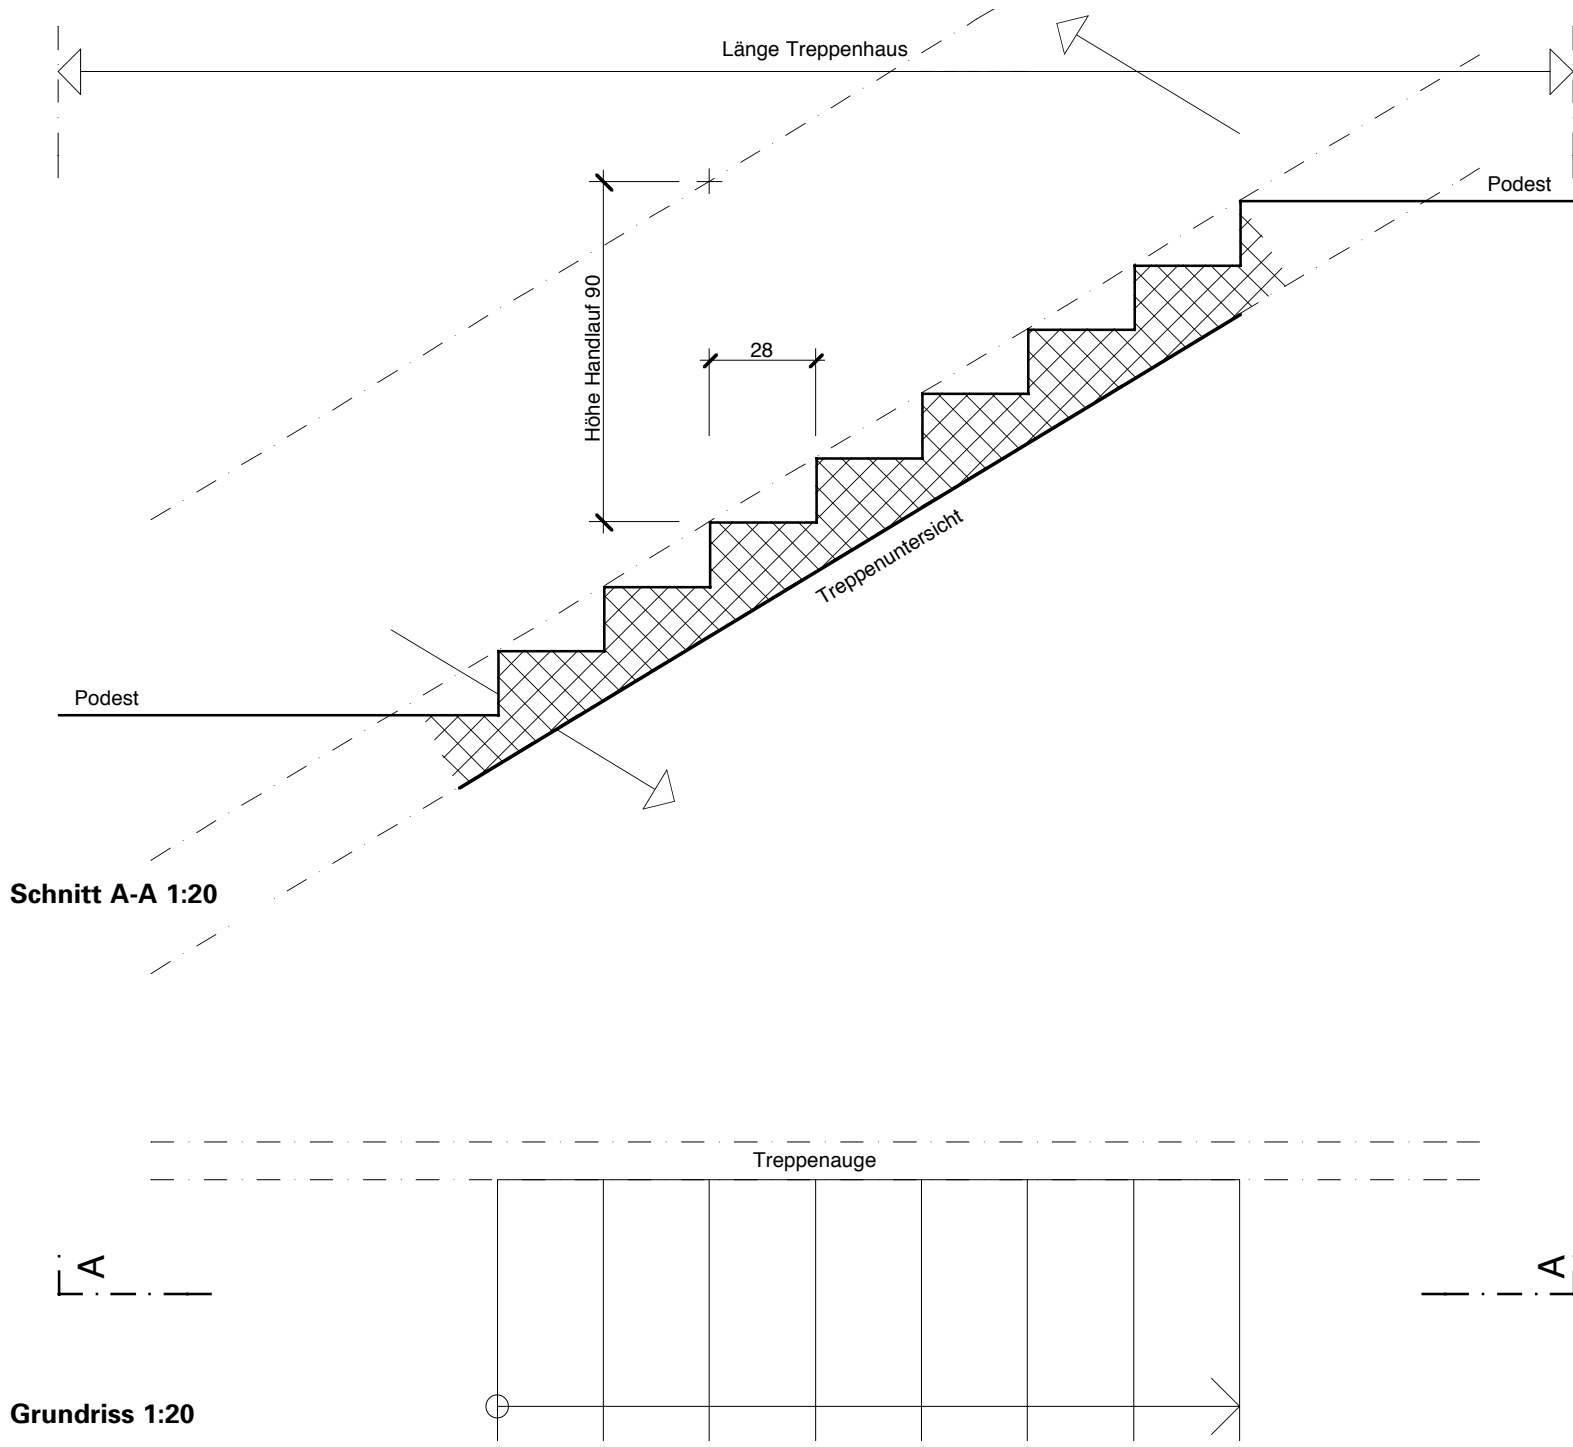 Länge Treppenhaus
Podest
Höhe Handlauf 90
28
Treppenuntersicht
Podest
Schnitt A-A 1:20
Treppenauge
A
A
Grundriss 1:20